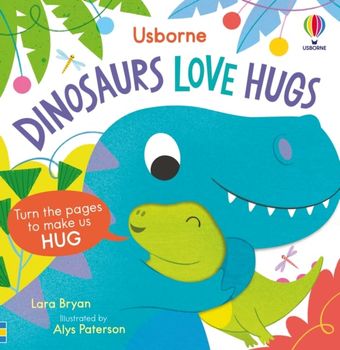 Usborne
USBORNE
DINOSAURS LOVE HUGS
Turn the pages
to make us
HUG
Lara Bryan
Illustrated by
Alys Paterson